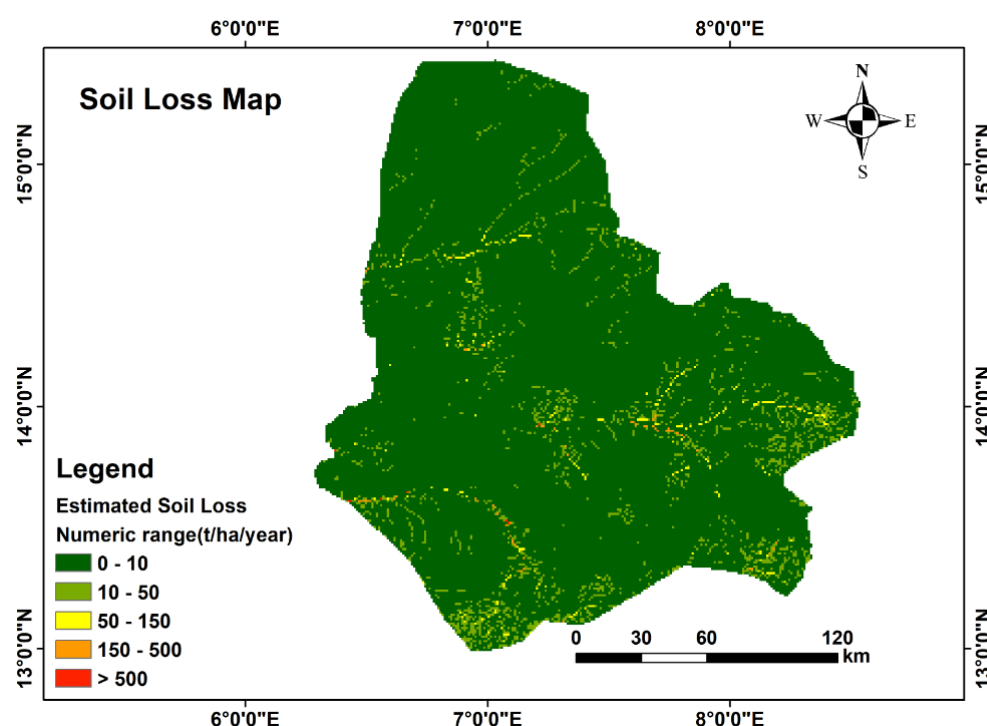 6°0'0"E 7°0'0"E 8°0'0"E
Soil Loss Map
N
W E
S
15°0'0"N 15°0'0"N
14°0'0"N 14°0'0"N
13°0'0"N 13°0'0"N
Legend
Estimated Soil Loss
Numeric range(t/ha/year)
0 - 10
10 - 50
50 - 150
150 - 500
> 500
0 30 60 120
km
6°0'0"E 7°0'0"E 8°0'0"E